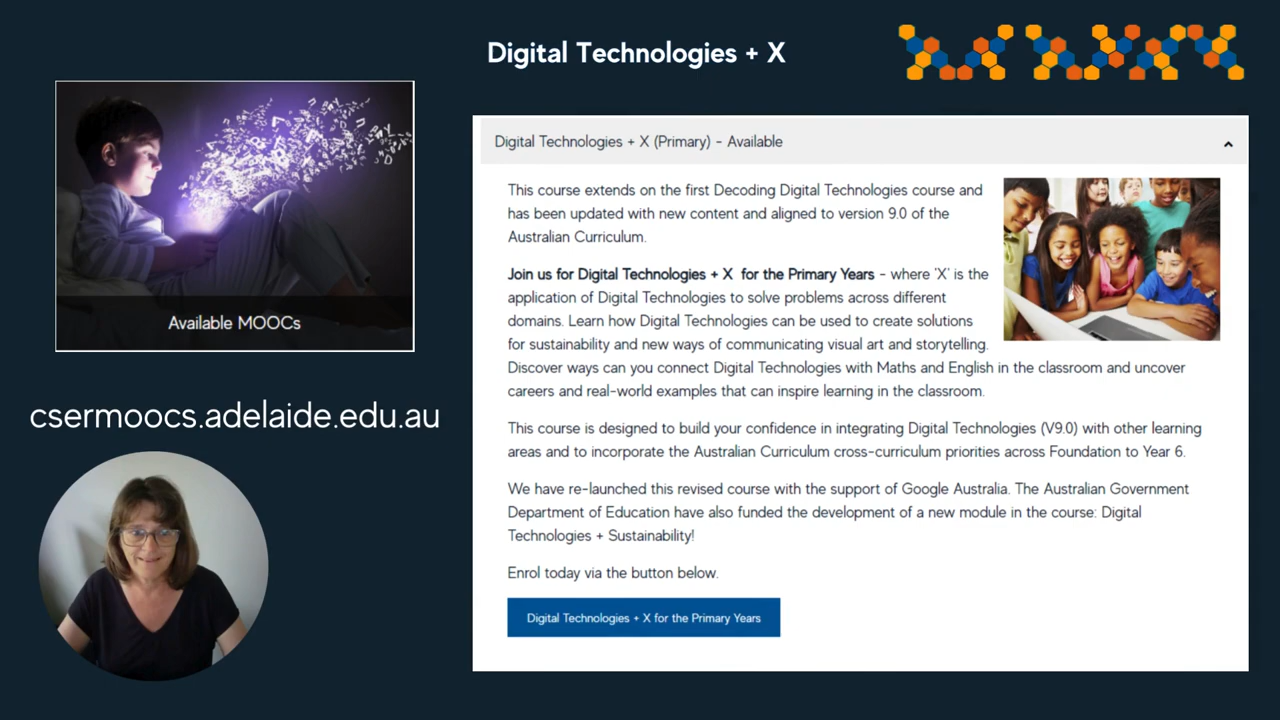 Digital Technologies + X
Available MOOCs
csermoocs.adelaide.edu.au
Digital Technologies + X (Primary) - Available
This course extends on the first Decoding Digital Technologies course and
has been updated with new content and aligned to version 9.0 of the
Australian Curriculum.
Join us for Digital Technologies + X  for the Primary Years - where 'X' is the
application of Digital Technologies to solve problems across different
domains. Learn how Digital Technologies can be used to create solutions
for sustainability and new ways of communicating visual art and storytelling.
Discover ways can you connect Digital Technologies with Maths and English in the classroom and uncover
careers and real-world examples that can inspire learning in the classroom.
This course is designed to build your confidence in integrating Digital Technologies (V9.0) with other learning
areas and to incorporate the Australian Curriculum cross-curriculum priorities across Foundation to Year 6.
We have re-launched this revised course with the support of Google Australia. The Australian Government
Department of Education have also funded the development of a new module in the course: Digital
Technologies + Sustainability!
Enrol today via the button below.
Digital Technologies + X for the Primary Years